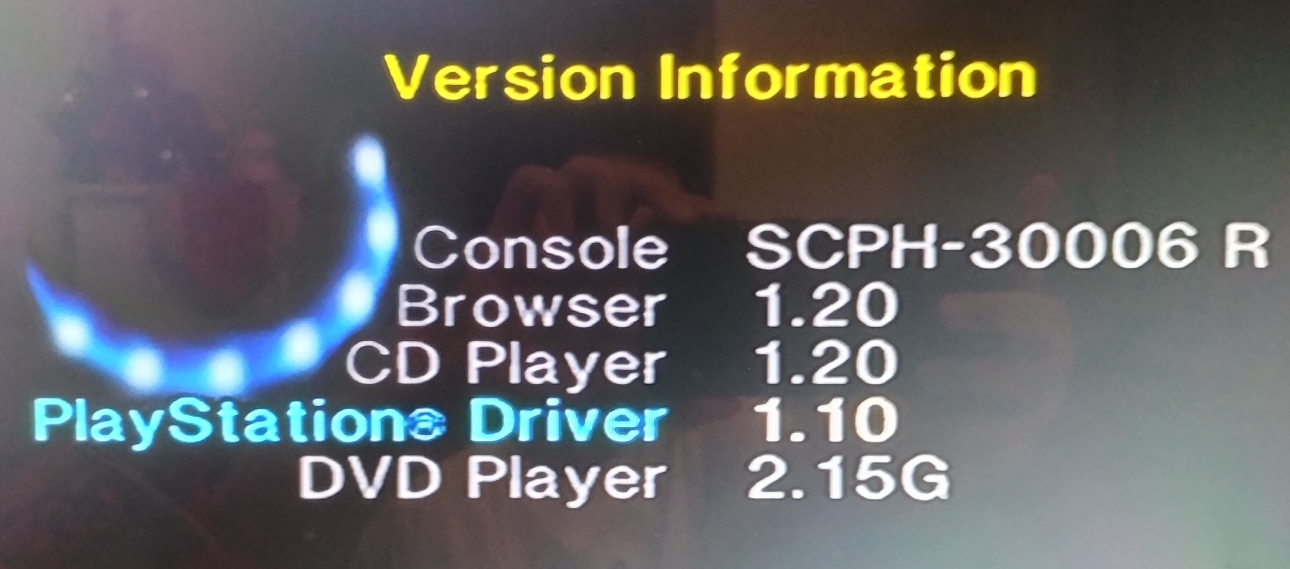 Version Information
Console SCPH-30006 R
Browser 1.20
CD Player 1.20
PlayStation® Driver 1.10
DVD Player 2.15G